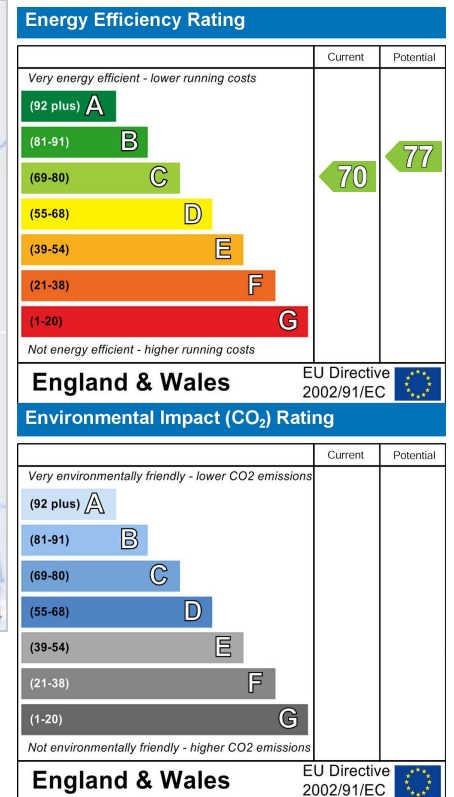 Energy Efficiency Rating
Current Potential
Very energy efficient - lower running costs
(92 plus) A
(81-91) B
(69-80) C
(55-68) D
(39-54) E
(21-38) F
(1-20) G
70
77
Not energy efficient - higher running costs
England & Wales
EU Directive
2002/91/EC
Environmental Impact (CO₂) Rating
Current Potential
Very environmentally friendly - lower CO2 emissions
(92 plus) A
(81-91) B
(69-80) C
(55-68) D
(39-54) E
(21-38) F
(1-20) G
Not environmentally friendly - higher CO2 emissions
England & Wales
EU Directive
2002/91/EC